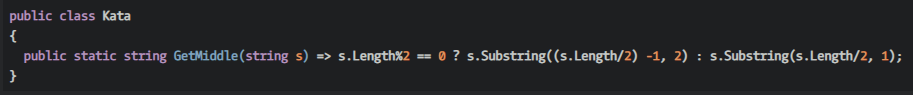 public class Kata
{
  public static string GetMiddle(string s) => s.Length%2 == 0 ? s.Substring((s.Length/2) -1, 2) : s.Substring(s.Length/2, 1);
}